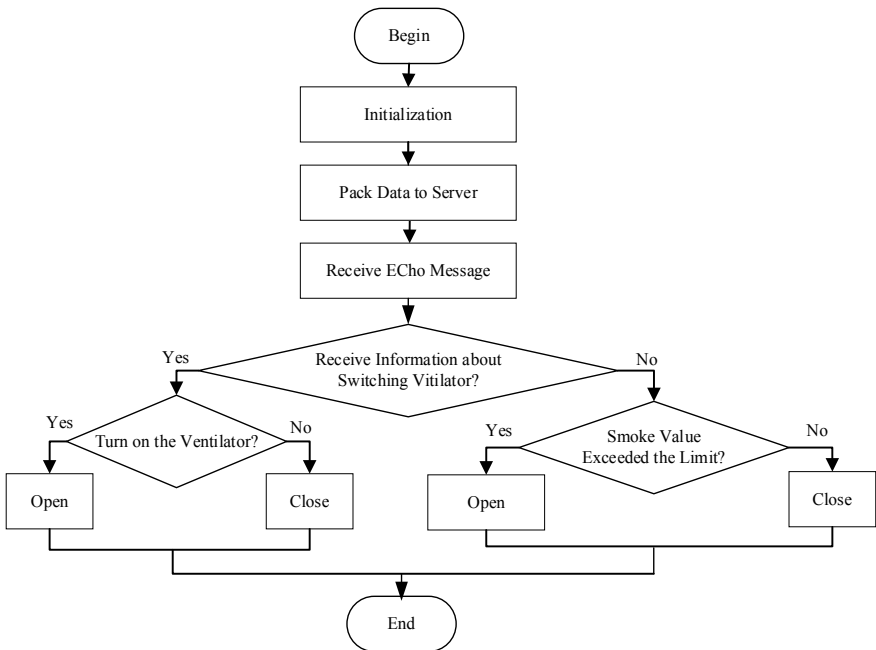 Begin
Initialization
Pack Data to Server
Receive ECho Message
Receive Information about
Switching Vitilator?
Yes
No
Turn on the Ventilator?
Yes
No
Smoke Value
Exceeded the Limit?
Yes
No
Open
Close
Open
Close
End